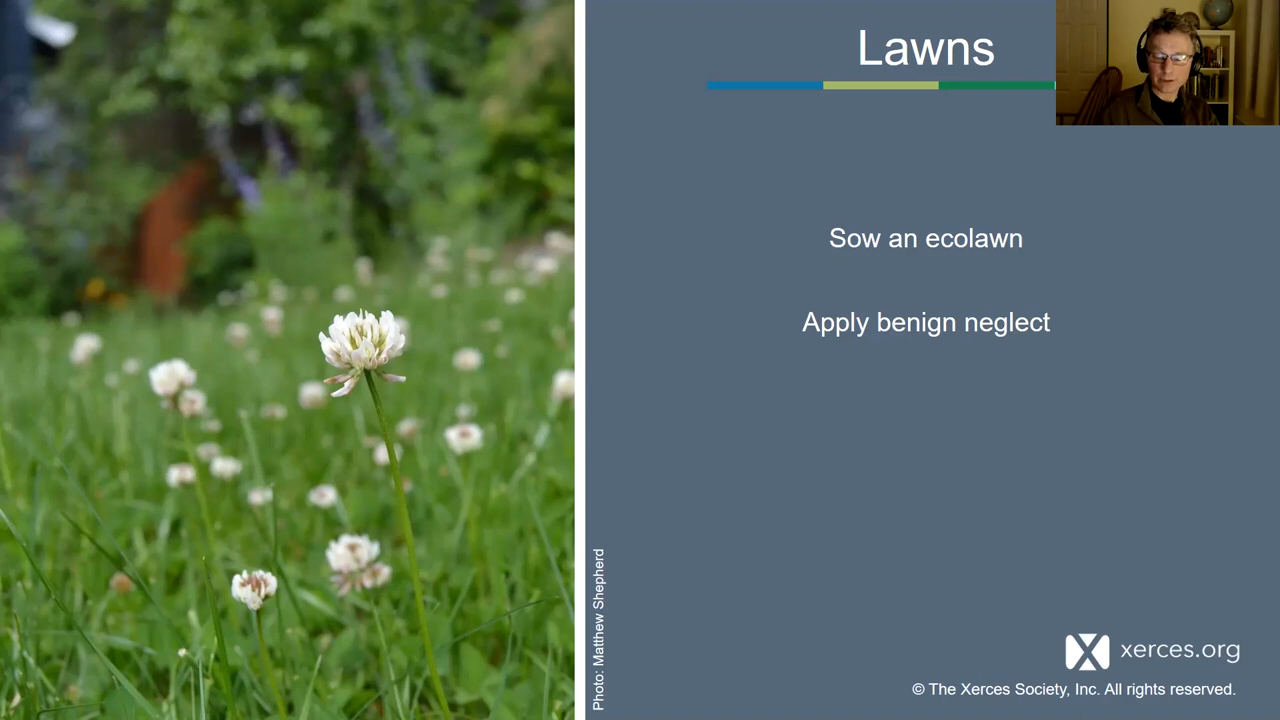 Lawns
Sow an ecolawn
Apply benign neglect
Photo: Matthew Shepherd
xerces.org
© The Xerces Society, Inc. All rights reserved.